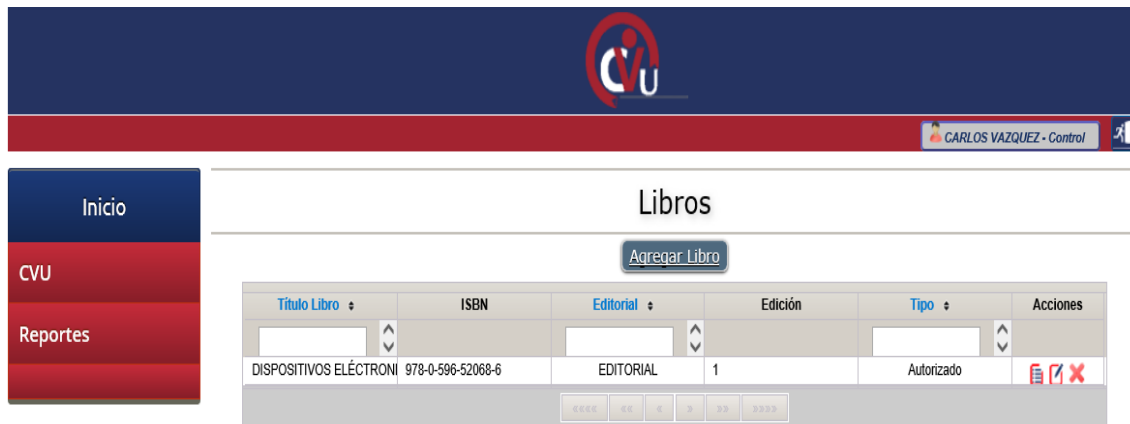 CVU
CARLOS VAZQUEZ - Control
Inicio
CVU
Reportes
Libros
Agregar Libro
Título Libro ISBN Editorial Edición Tipo Acciones
DISPOSITIVOS ELÉCTRONI 978-0-596-52068-6 EDITORIAL 1 Autorizado
«««« «« « » »» »»»»